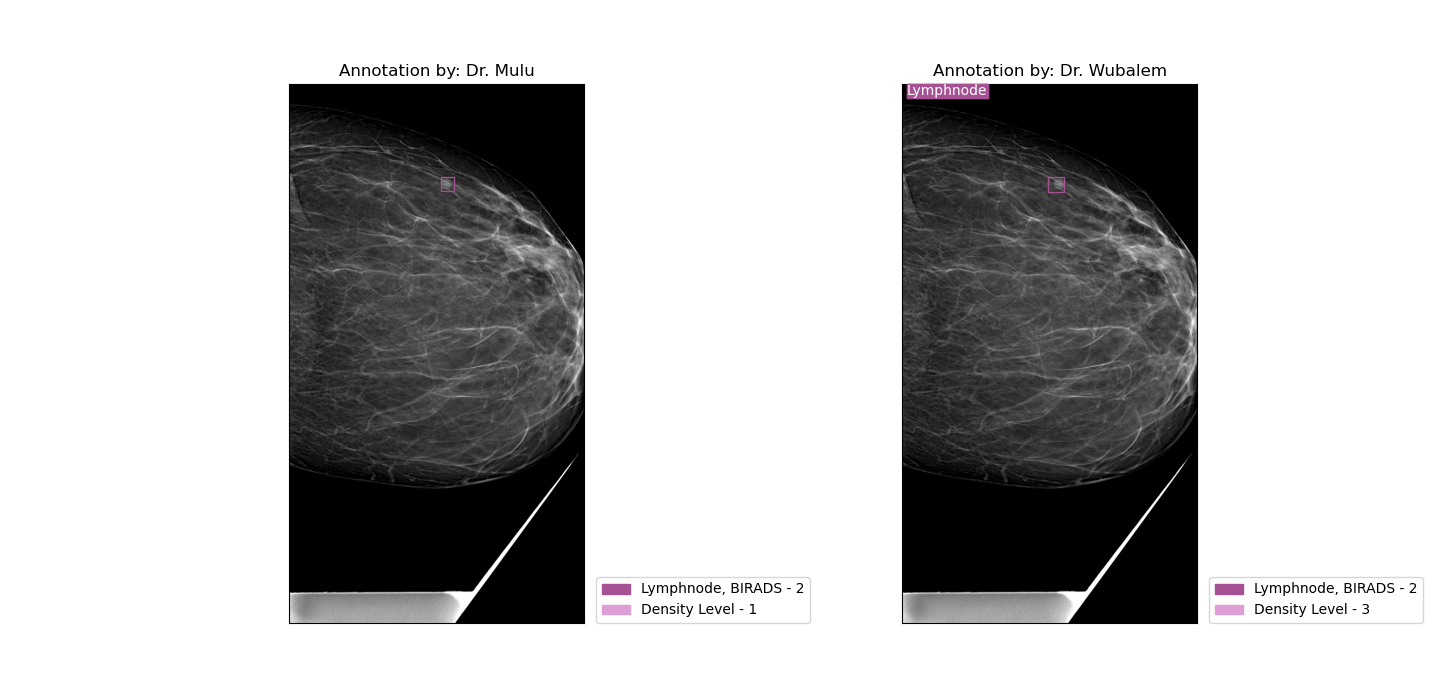 Annotation by: Dr. Mulu
Lymphnode, BIRADS - 2
Density Level - 1
Annotation by: Dr. Wubalem
Lymphnode
Lymphnode, BIRADS - 2
Density Level - 3